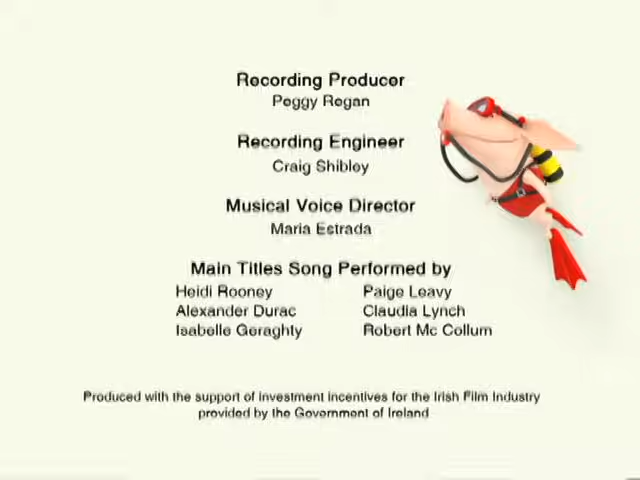 Recording Producer
Peggy Regan
Recording Engineer
Craig Shibley
Musical Voice Director
Maria Estrada
Main Titles Song Performed by
Heidi Rooney
Paige Leavy
Alexander Durac
Claudia Lynch
Isabelle Geraghty
Robert Mc Collum
Produced with the support of investment incentives for the Irish Film Industry
provided by the Government of Ireland